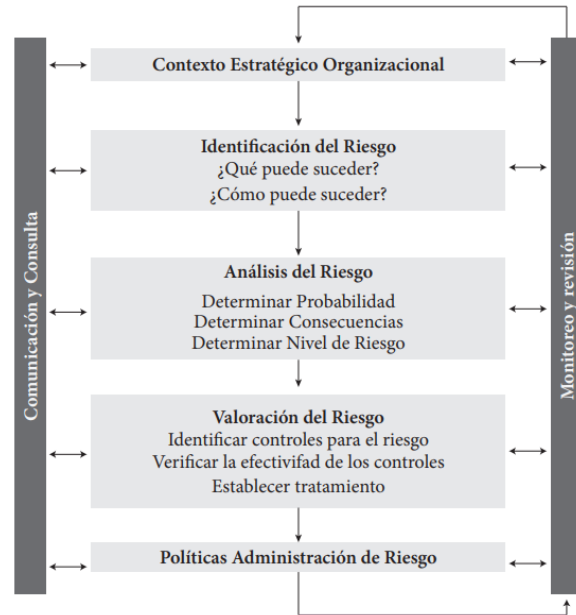 Contexto Estratégico Organizacional
Identificación del Riesgo
¿Qué puede suceder?
¿Cómo puede suceder?
Análisis del Riesgo
Determinar Probabilidad
Determinar Consecuencias
Determinar Nivel de Riesgo
Valoración del Riesgo
Identificar controles para el riesgo
Verificar la efectivifad de los controles
Establecer tratamiento
Políticas Administración de Riesgo
Comunicación y Consulta
Monitoreo y revisión